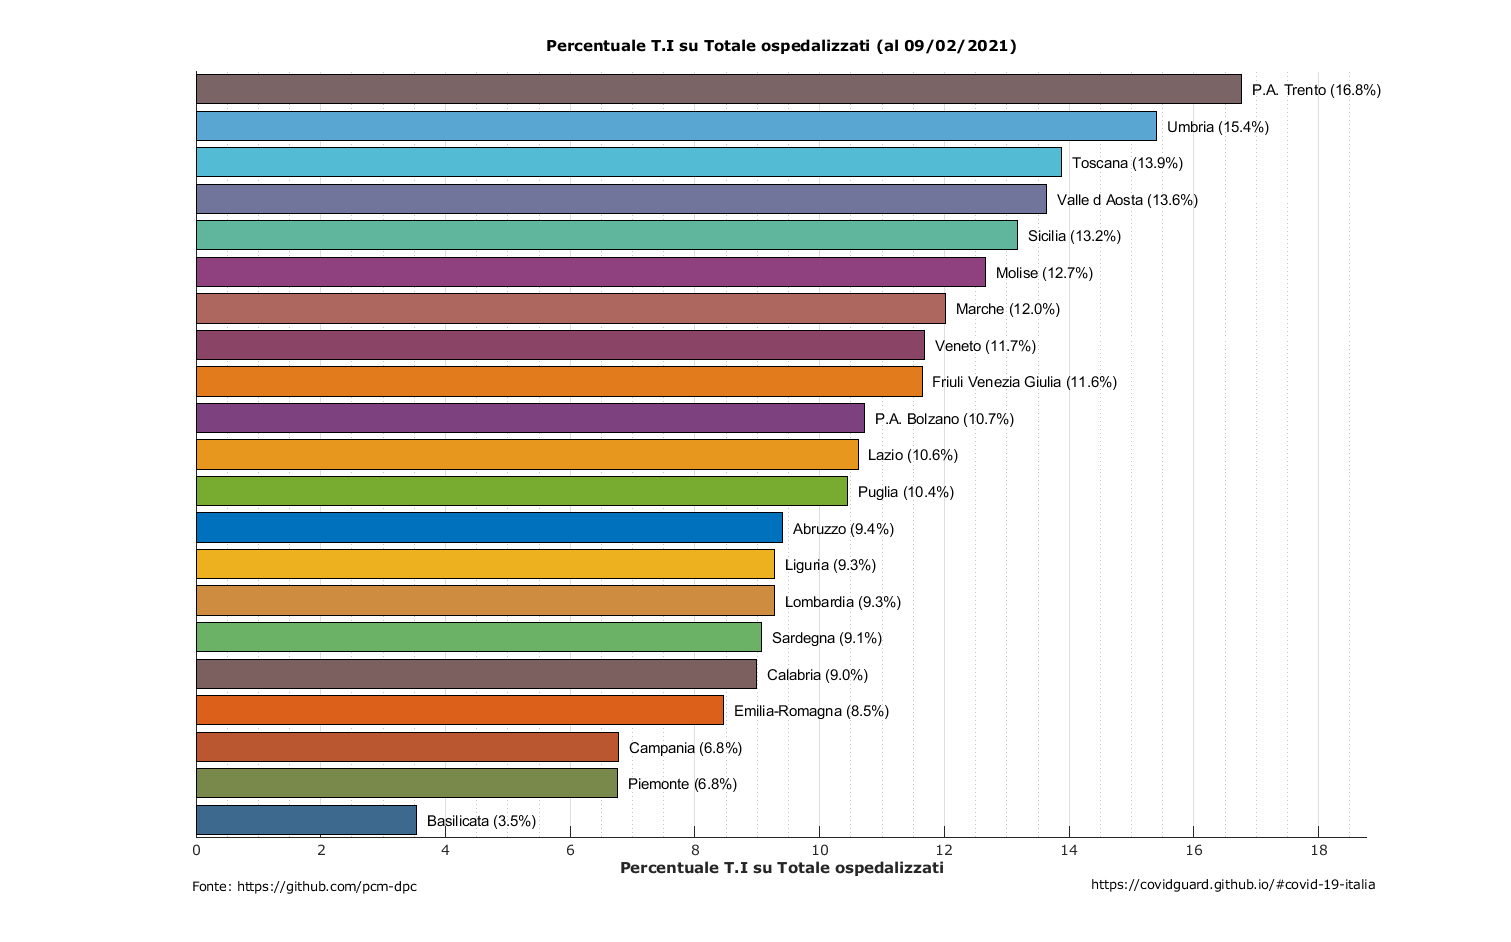 Percentuale T.I su Totale ospedalizzati (al 09/02/2021)
P.A. Trento (16.8%)
Umbria (15.4%)
Toscana (13.9%)
Valle d Aosta (13.6%)
Sicilia (13.2%)
Molise (12.7%)
Marche (12.0%)
Veneto (11.7%)
Friuli Venezia Giulia (11.6%)
P.A. Bolzano (10.7%)
Lazio (10.6%)
Puglia (10.4%)
Abruzzo (9.4%)
Liguria (9.3%)
Lombardia (9.3%)
Sardegna (9.1%)
Calabria (9.0%)
Emilia-Romagna (8.5%)
Campania (6.8%)
Piemonte (6.8%)
Basilicata (3.5%)
0 2 4 6 8 10 12 14 16 18
Percentuale T.I su Totale ospedalizzati
Fonte: https://github.com/pcm-dpc
https://covidguard.github.io/#covid-19-italia